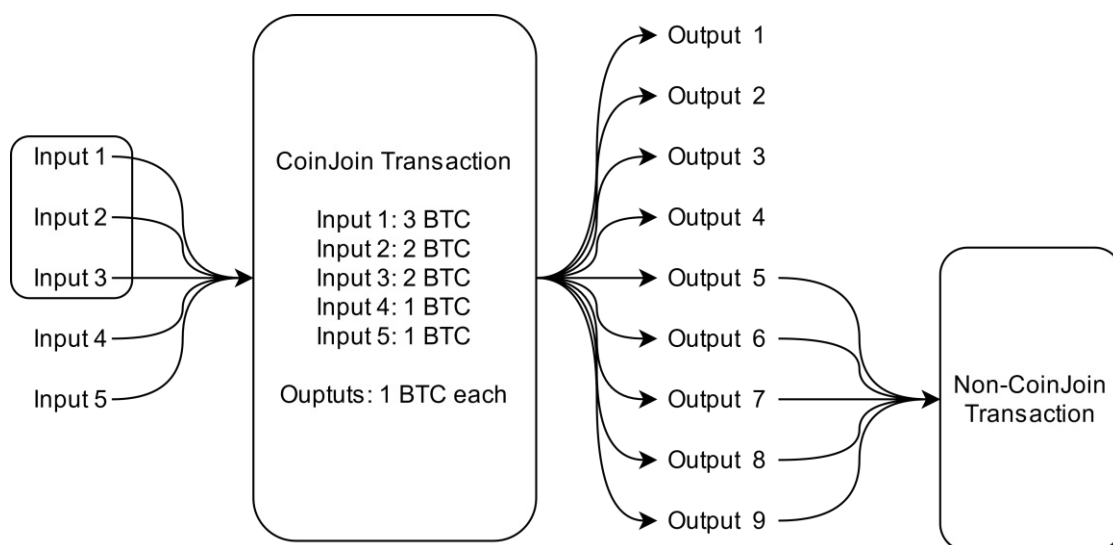 Input 1
Input 2
Input 3
Input 4
Input 5
CoinJoin Transaction
Input 1: 3 BTC
Input 2: 2 BTC
Input 3: 2 BTC
Input 4: 1 BTC
Input 5: 1 BTC
Ouptuts: 1 BTC each
Output 1
Output 2
Output 3
Output 4
Output 5
Output 6
Output 7
Output 8
Output 9
Non-CoinJoin
Transaction